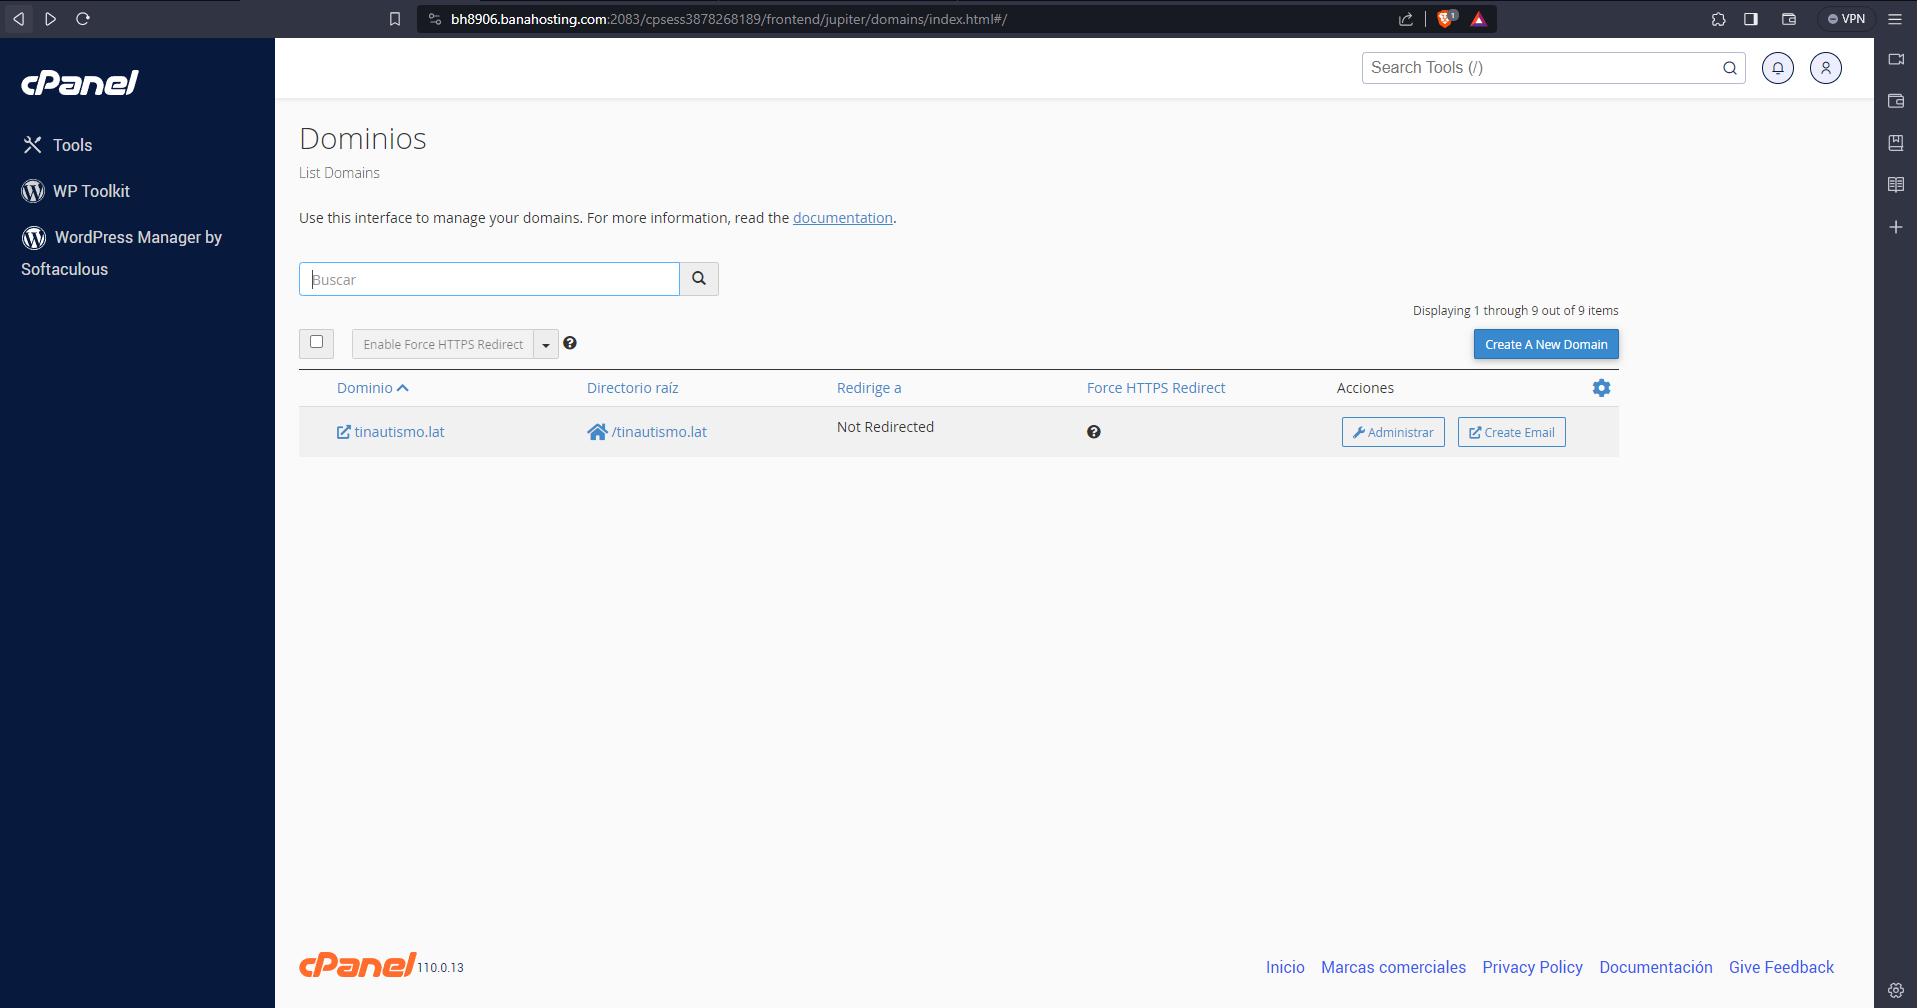 bh8906.banahosting.com:2083/cpsess3878268189/frontend/jupiter/domains/index.html#/
1
VPN
cPanel
Search Tools (/)
Tools
WP Toolkit
WordPress Manager by
Softaculous
Dominios
List Domains
Use this interface to manage your domains. For more information, read the documentation.
Buscar
Displaying 1 through 9 out of 9 items
Enable Force HTTPS Redirect
Create A New Domain
Dominio Directorio raíz Redirige a Force HTTPS Redirect Acciones
tinautismo.lat /tinautismo.lat Not Redirected Administrar Create Email
cPanel 110.0.13
Inicio Marcas comerciales Privacy Policy Documentación Give Feedback